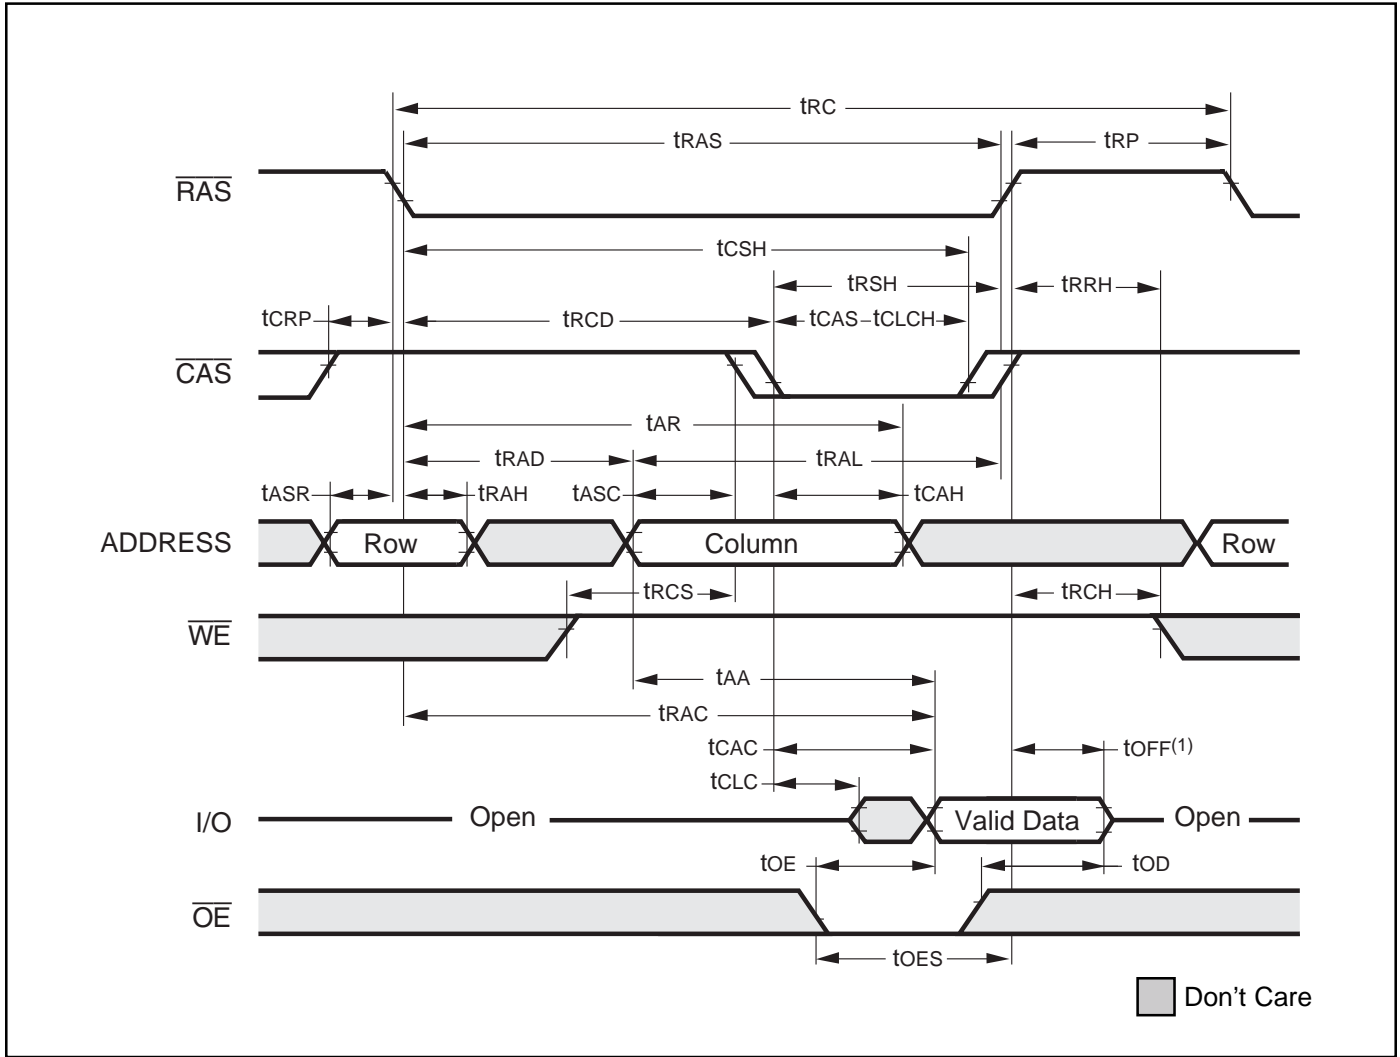 tRC
tRAS
tRP
RAS
tCSH
tRSH
tRRH
tCRP
tRCD
tCAS
tCLCH
CAS
tAR
tRAD
tRAL
tASR
tRAH
tASC
tCAH
ADDRESS
Row
Column
Row
tRCS
tRCH
WE
tAA
tRAC
tCAC
tOFF(1)
tCLC
I/O
Open
Valid Data
Open
tOE
tOD
OE
tOES
Don't Care